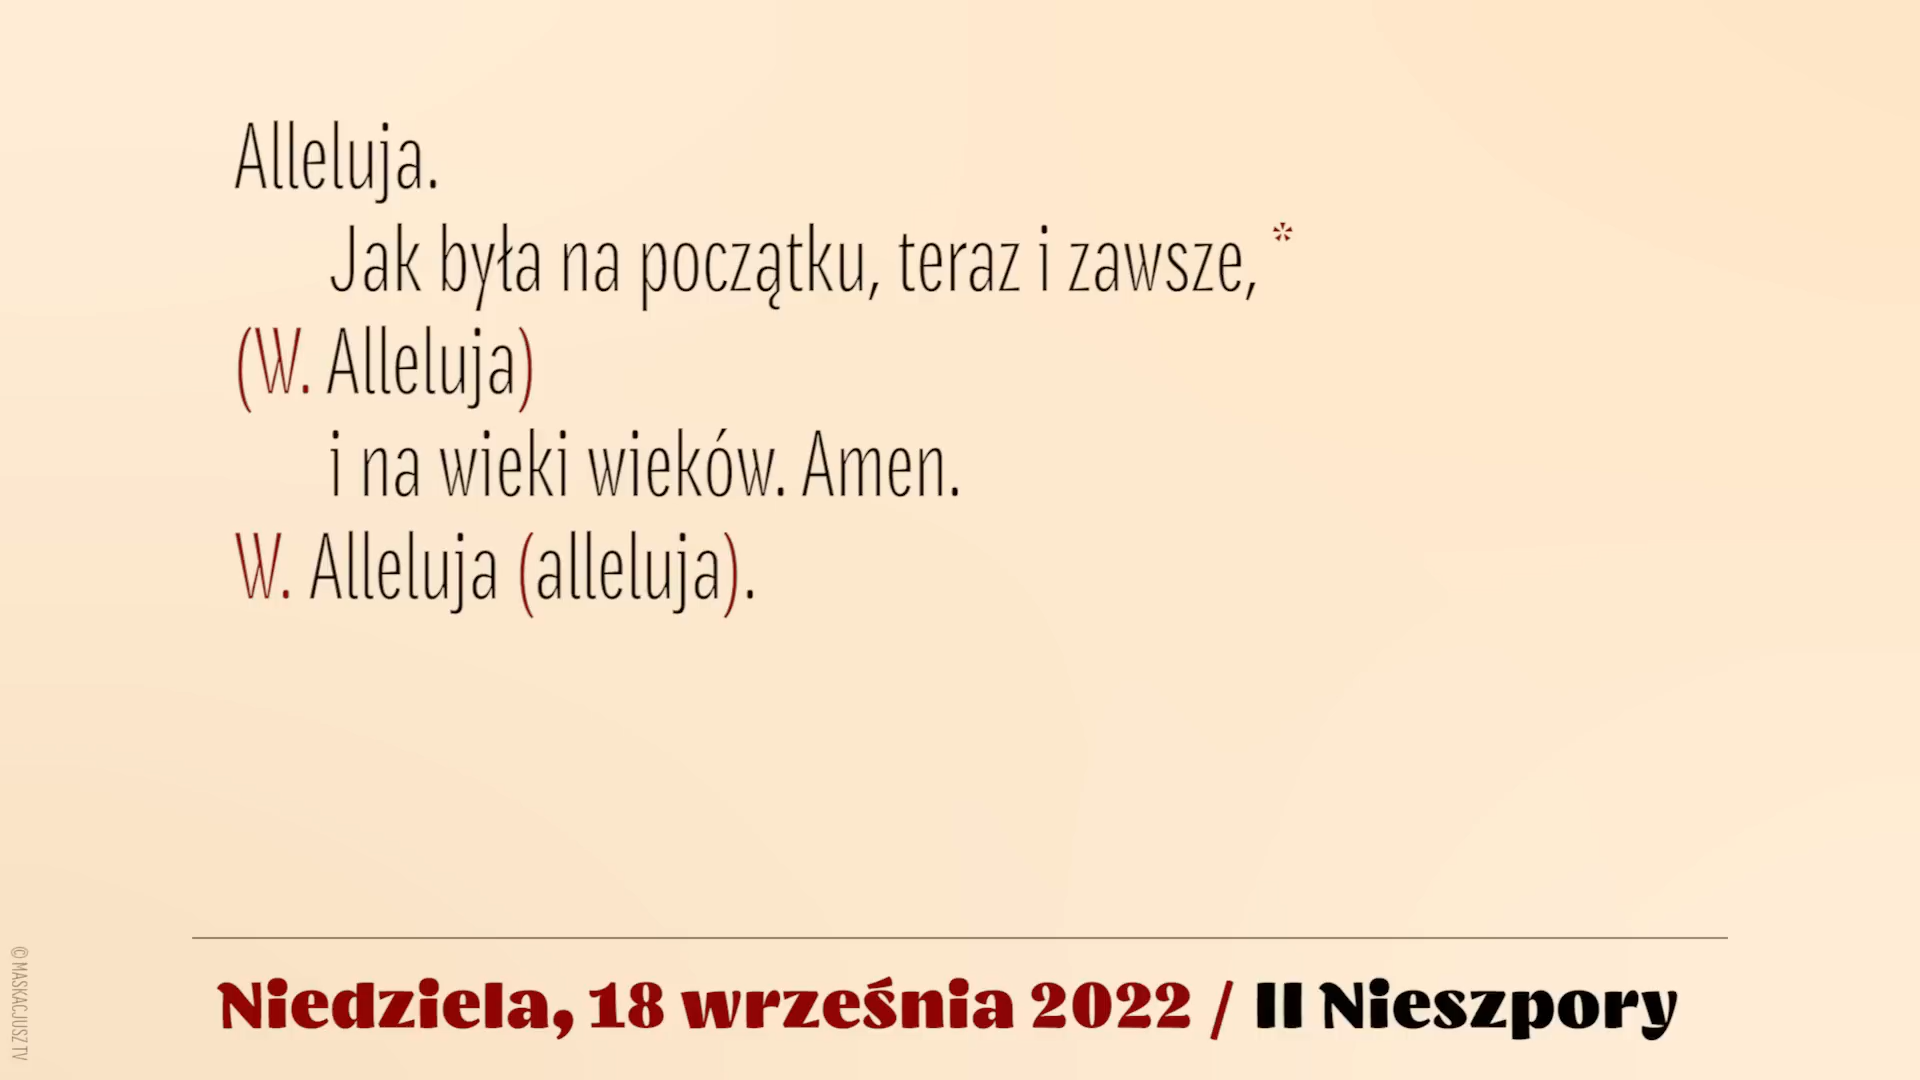 Alleluja.
Jak była na początku, teraz i zawsze, *
(W. Alleluja)
i na wieki wieków. Amen.
W. Alleluja (alleluja).
Niedziela, 18 września 2022 / II Nieszpory
© MASKACJUSZ TV